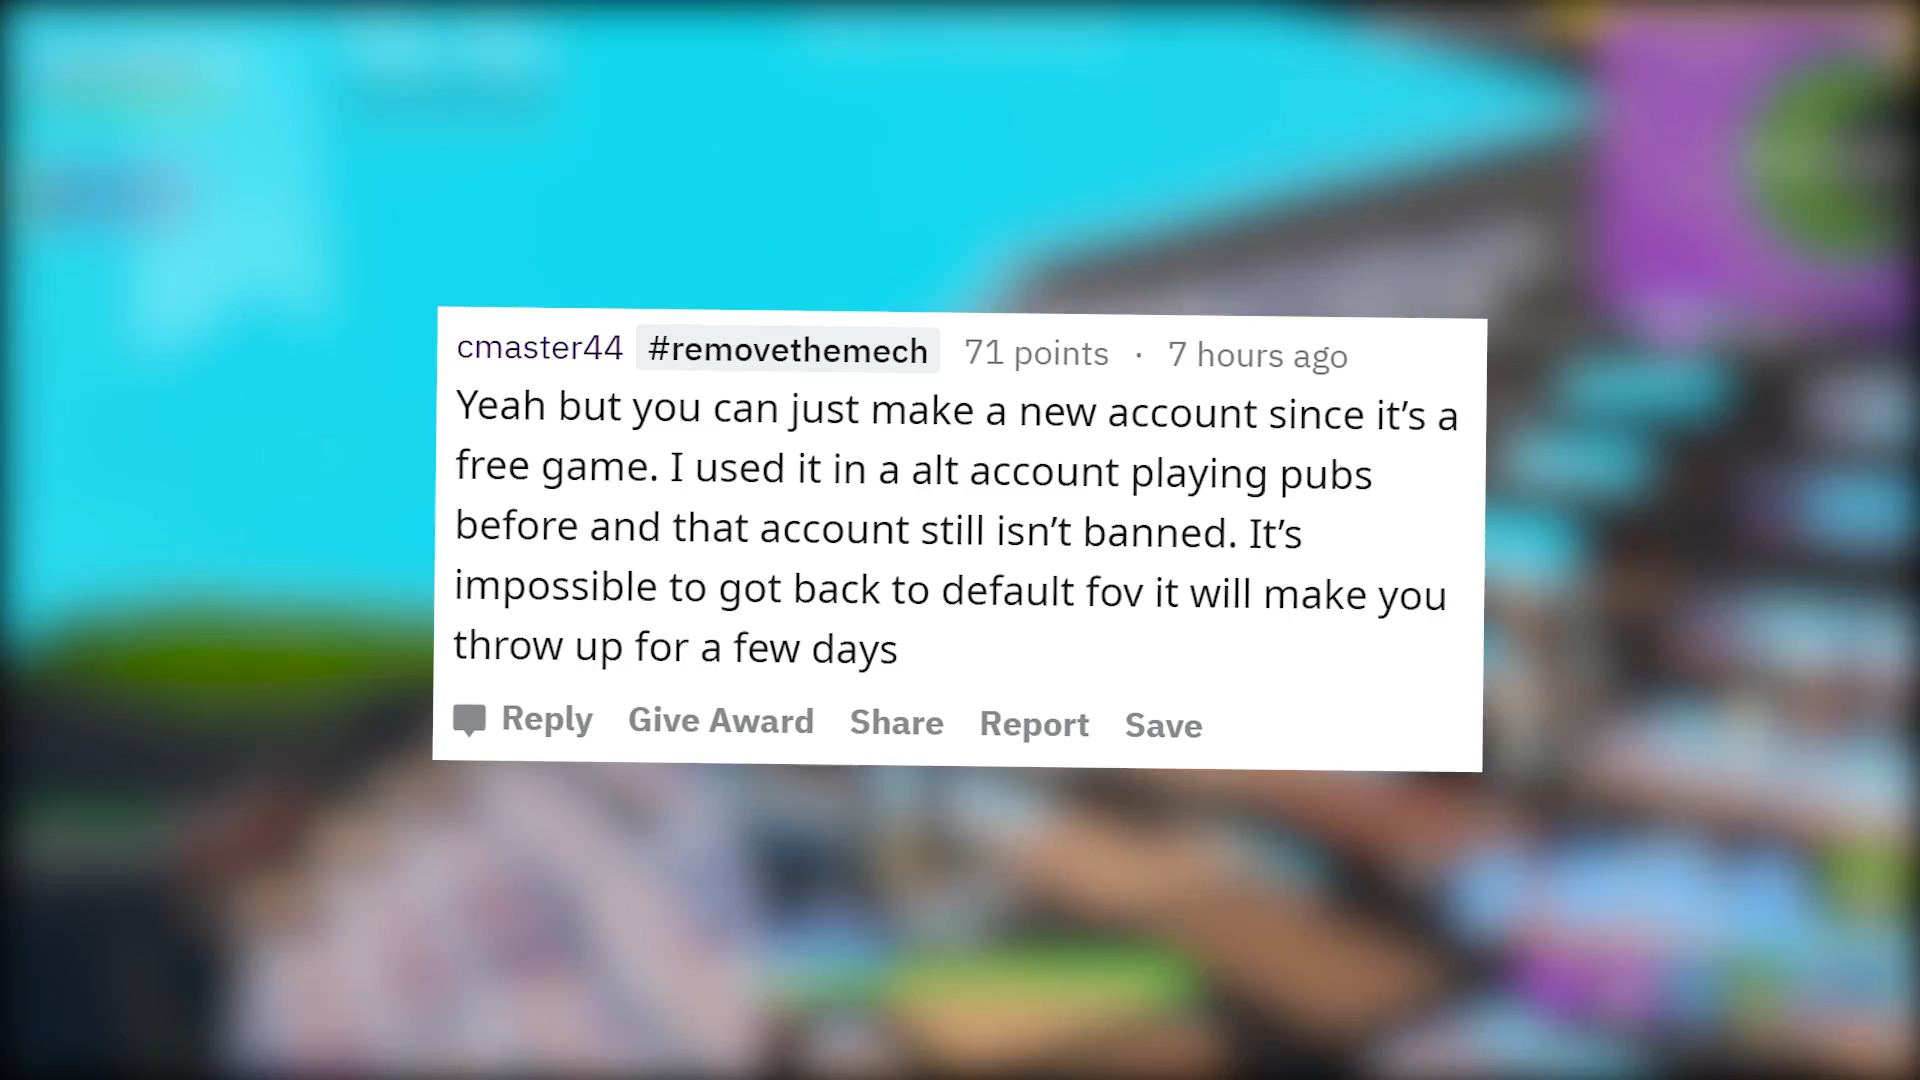 cmaster44 #removethemech 71 points · 7 hours ago
Yeah but you can just make a new account since it’s a
free game. I used it in a alt account playing pubs
before and that account still isn’t banned. It’s
impossible to got back to default fov it will make you
throw up for a few days
Reply Give Award Share Report Save